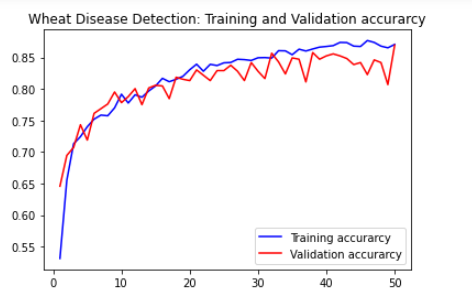 Wheat Disease Detection: Training and Validation accurarcy
0.85
0.80
0.75
0.70
0.65
0.60
0.55
Training accurarcy
Validation accurarcy
0 10 20 30 40 50